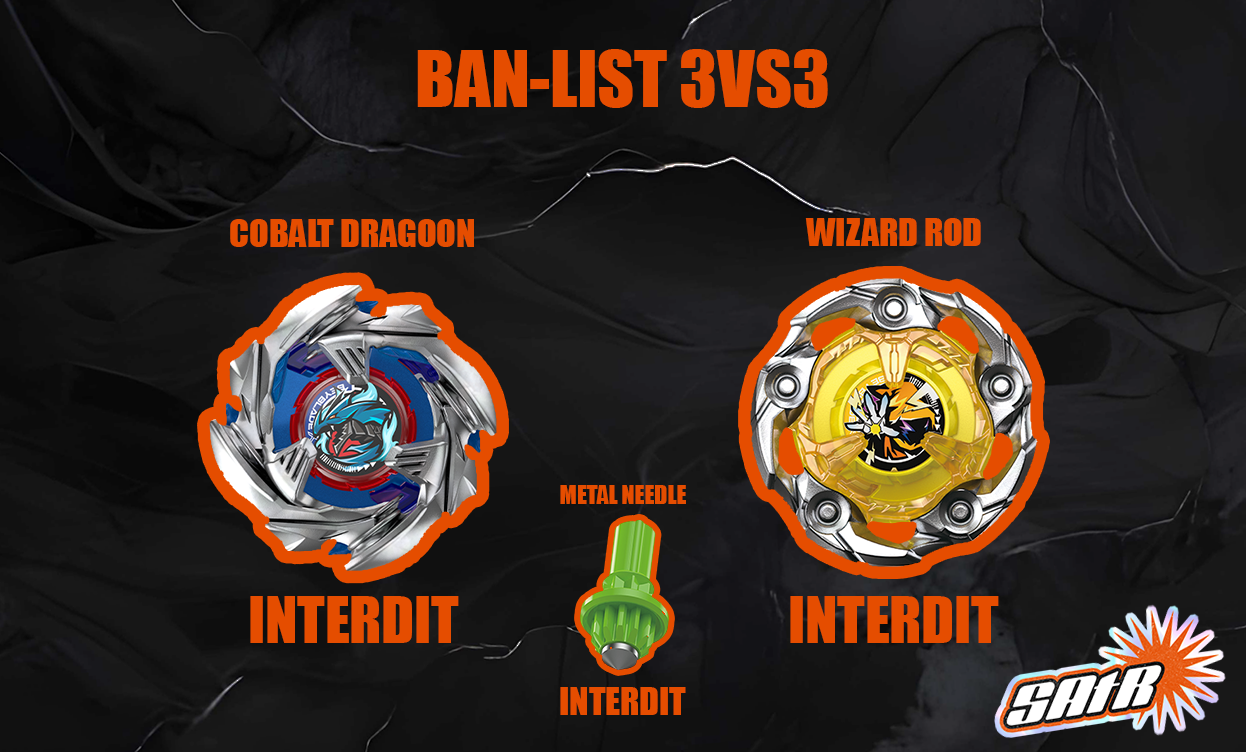 BAN-LIST 3VS3
COBALT DRAGOON
WIZARD ROD
METAL NEEDLE
INTERDIT
INTERDIT
INTERDIT
SAtR